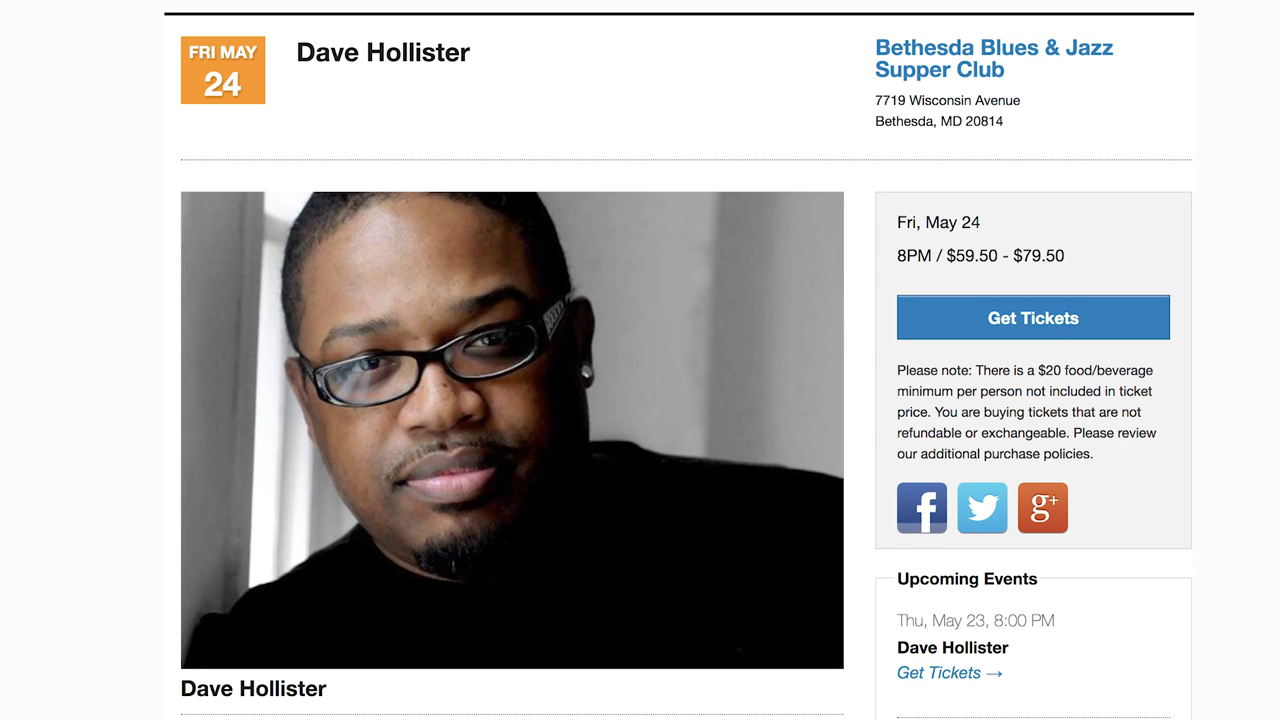 FRI MAY
24
Dave Hollister
Bethesda Blues & Jazz
Supper Club
7719 Wisconsin Avenue
Bethesda, MD 20814
Dave Hollister
Fri, May 24
8PM / $59.50 - $79.50
Get Tickets
Please note: There is a $20 food/beverage
minimum per person not included in ticket
price. You are buying tickets that are not
refundable or exchangeable. Please review
our additional purchase policies.
f
g+
Upcoming Events
Thu, May 23, 8:00 PM
Dave Hollister
Get Tickets →